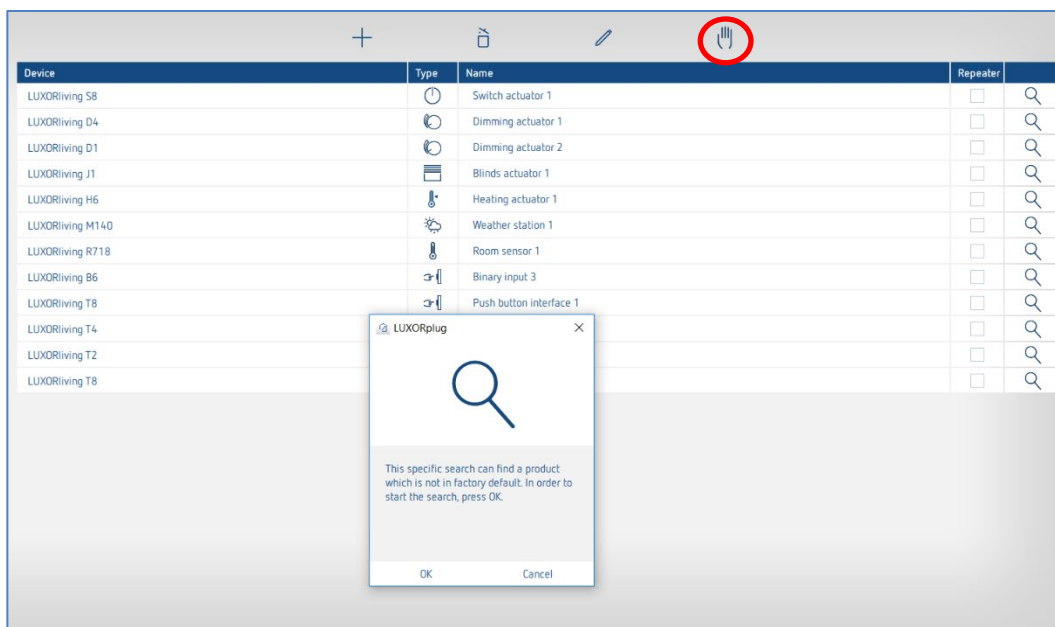 Device Type Name Repeater
LUXORliving S8 Switch actuator 1
LUXORliving D4 Dimming actuator 1
LUXORliving D1 Dimming actuator 2
LUXORliving J1 Blinds actuator 1
LUXORliving H6 Heating actuator 1
LUXORliving M140 Weather station 1
LUXORliving R718 Room sensor 1
LUXORliving B6 Binary input 3
LUXORliving T8 Push button interface 1
LUXORliving T4
LUXORliving T2
LUXORliving T8
LUXORplug
This specific search can find a product
which is not in factory default. In order to
start the search, press OK.
OK Cancel